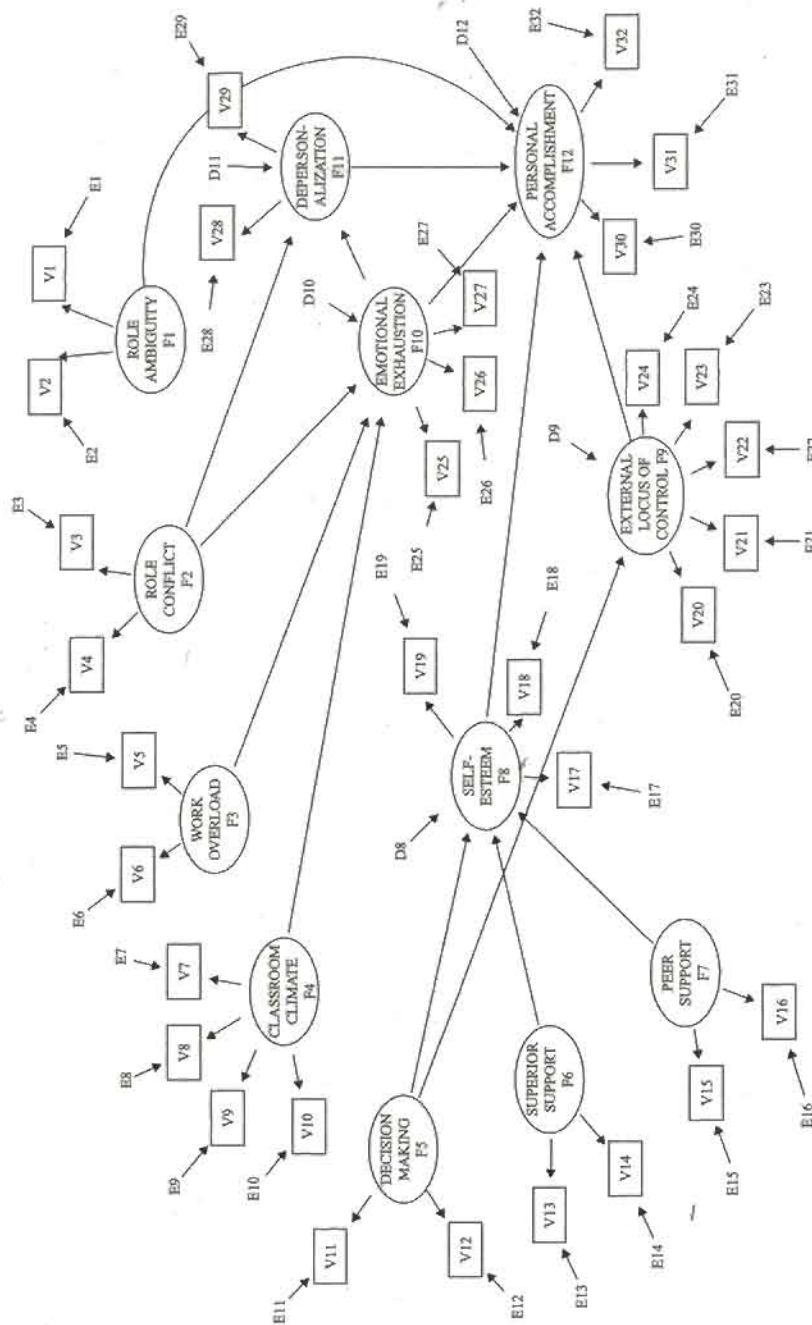 E3
E4
E5
E6
E7
E8
E9
E10
E11
E2
E1
E29
V2
V1
V4
V3
V6
V5
V8
V7
V9
V10
V11
ROLE
AMBIGUITY
F1
ROLE
CONFLICT
F2
WORK
OVERLOAD
F3
CLASSROOM
CLIMATE
F4
DECISION
MAKING
F5
V12
E12
E28
V28
D11
V29
DEPERSON-
ALIZATION
F11
D10
EMOTIONAL
EXHAUSTION
F10
E27
E19
E25
V25
E26
V26
V27
D12
E32
V19
D8
SELF-
ESTEEM
F8
V18
E18
V17
E17
PERSONAL
ACCOMPLISHMENT
F12
V32
V30
V31
E30
E31
V13
E13
SUPERIOR
SUPPORT
F6
V14
E14
D9
EXTERNAL
LOCUS OF
CONTROL F9
V24
E24
V23
E23
V20
E20
V21
V22
E21
E22
PEER
SUPPORT
F7
V15
E15
V16
E16